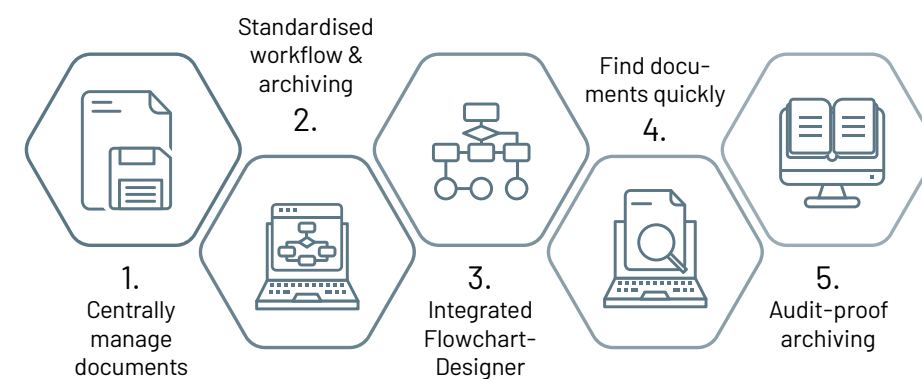 1.
Centrally
manage
documents
Standardised
workflow &
archiving
2.
3.
Integrated
Flowchart-
Designer
Find docu-
ments quickly
4.
5.
Audit-proof
archiving